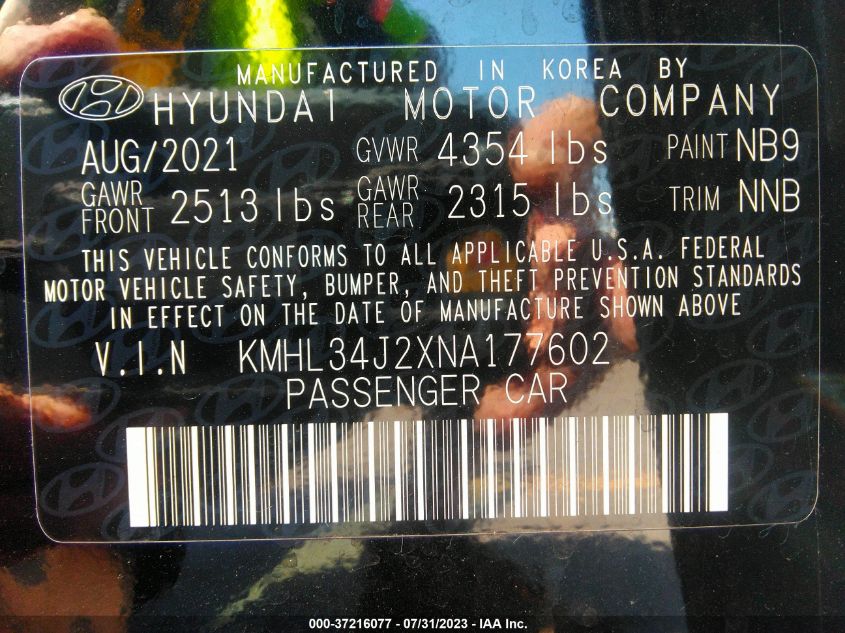 MANUFACTURED IN KOREA BY
HYUNDAI MOTOR COMPANY
AUG/2021 GVWR 4354 lbs PAINT NB9
GAWR FRONT 2513 lbs GAWR REAR 2315 lbs TRIM NNB
THIS VEHICLE CONFORMS TO ALL APPLICABLE U.S.A. FEDERAL
MOTOR VEHICLE SAFETY, BUMPER, AND THEFT PREVENTION STANDARDS
IN EFFECT ON THE DATE OF MANUFACTURE SHOWN ABOVE
V.I.N KMHL34J2XNA177602
PASSENGER CAR
000-37216077 - 07/31/2023 - IAA Inc.